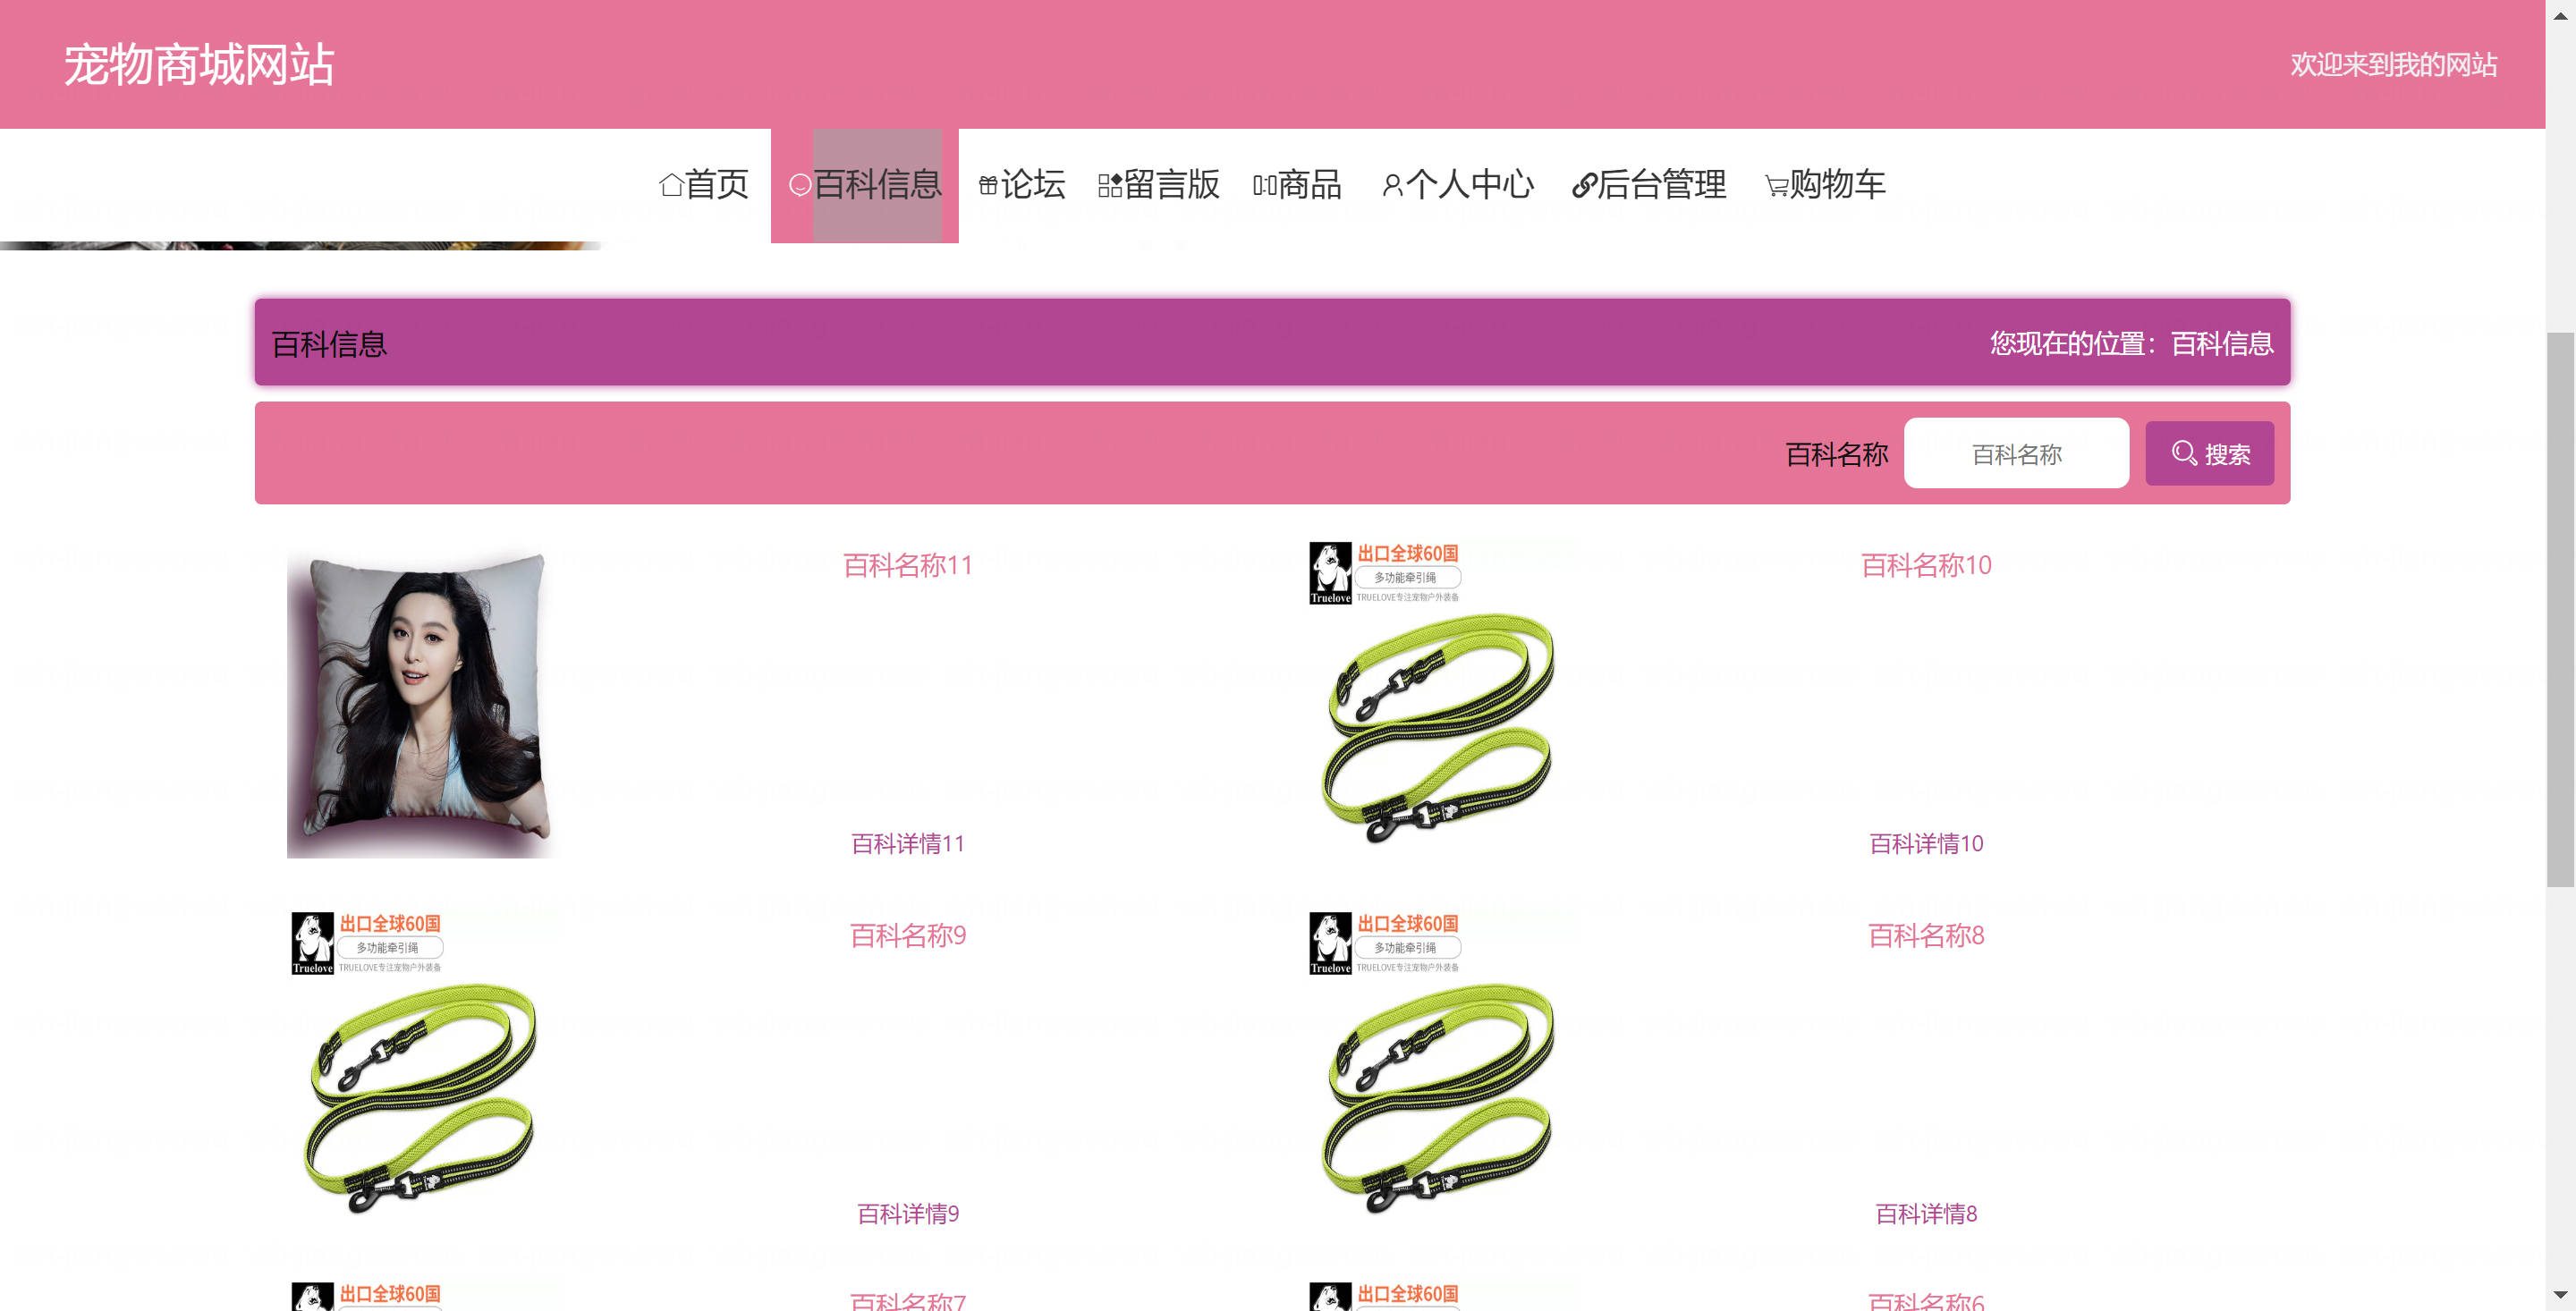 宠物商城网站
欢迎来到我的网站
首页
百科信息
论坛
留言版
商品
个人中心
后台管理
购物车
百科信息
您现在的位置：百科信息
百科名称
百科名称
搜索
百科名称11
百科详情11
出口全球60国
多功能牵引绳
Truelove
TRUELOVE专注宠物户外装备
百科名称10
百科详情10
出口全球60国
多功能牵引绳
Truelove
TRUELOVE专注宠物户外装备
百科名称9
百科详情9
出口全球60国
多功能牵引绳
Truelove
TRUELOVE专注宠物户外装备
百科名称8
百科详情8
出口全球60国
百科名称7
出口全球60国
百科名称6